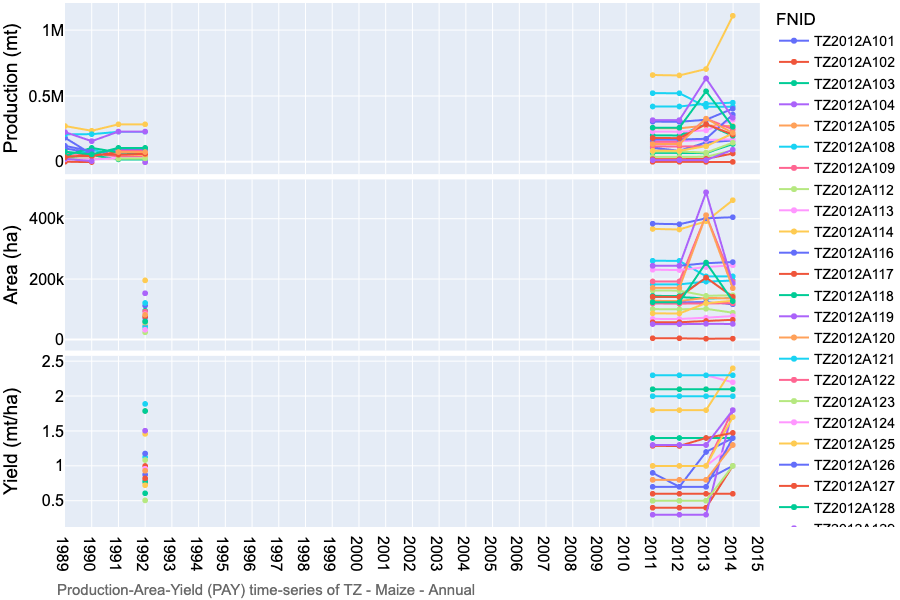 Production (mt)
1M
0.5M
0
Area (ha)
400k
200k
0
Yield (mt/ha)
2.5
2
1.5
1
0.5
1989 1990 1991 1992 1993 1994 1995 1996 1997 1998 1999 2000 2001 2002 2003 2004 2005 2006 2007 2008 2009 2010 2011 2012 2013 2014 2015
Production-Area-Yield (PAY) time-series of TZ - Maize - Annual
FNID
TZ2012A101
TZ2012A102
TZ2012A103
TZ2012A104
TZ2012A105
TZ2012A108
TZ2012A109
TZ2012A112
TZ2012A113
TZ2012A114
TZ2012A116
TZ2012A117
TZ2012A118
TZ2012A119
TZ2012A120
TZ2012A121
TZ2012A122
TZ2012A123
TZ2012A124
TZ2012A125
TZ2012A126
TZ2012A127
TZ2012A128